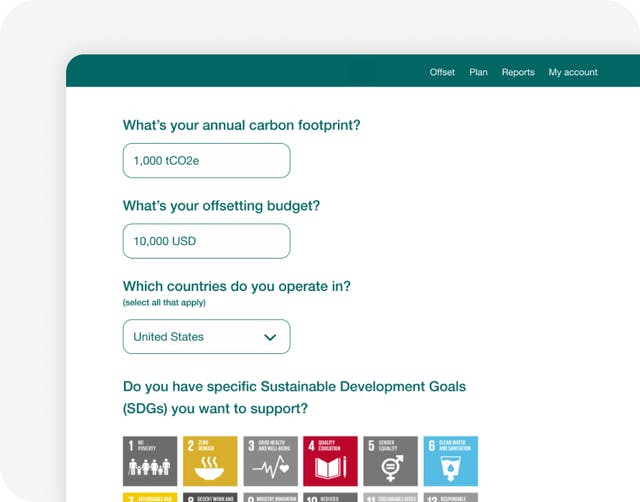 Offset Plan Reports My account
What's your annual carbon footprint?
1,000 tCO2e
What's your offsetting budget?
10,000 USD
Which countries do you operate in?
(select all that apply)
United States
Do you have specific Sustainable Development Goals
(SDGs) you want to support?
1 NO POVERTY
2 ZERO HUNGER
3 GOOD HEALTH AND WELL-BEING
4 QUALITY EDUCATION
5 GENDER EQUALITY
6 CLEAN WATER AND SANITATION
7 AFFORDABLE AND
8 DECENT WORK AND
9 INDUSTRY, INNOVATION
10 REDUCED
11 SUSTAINABLE CITIES
12 RESPONSIBLE